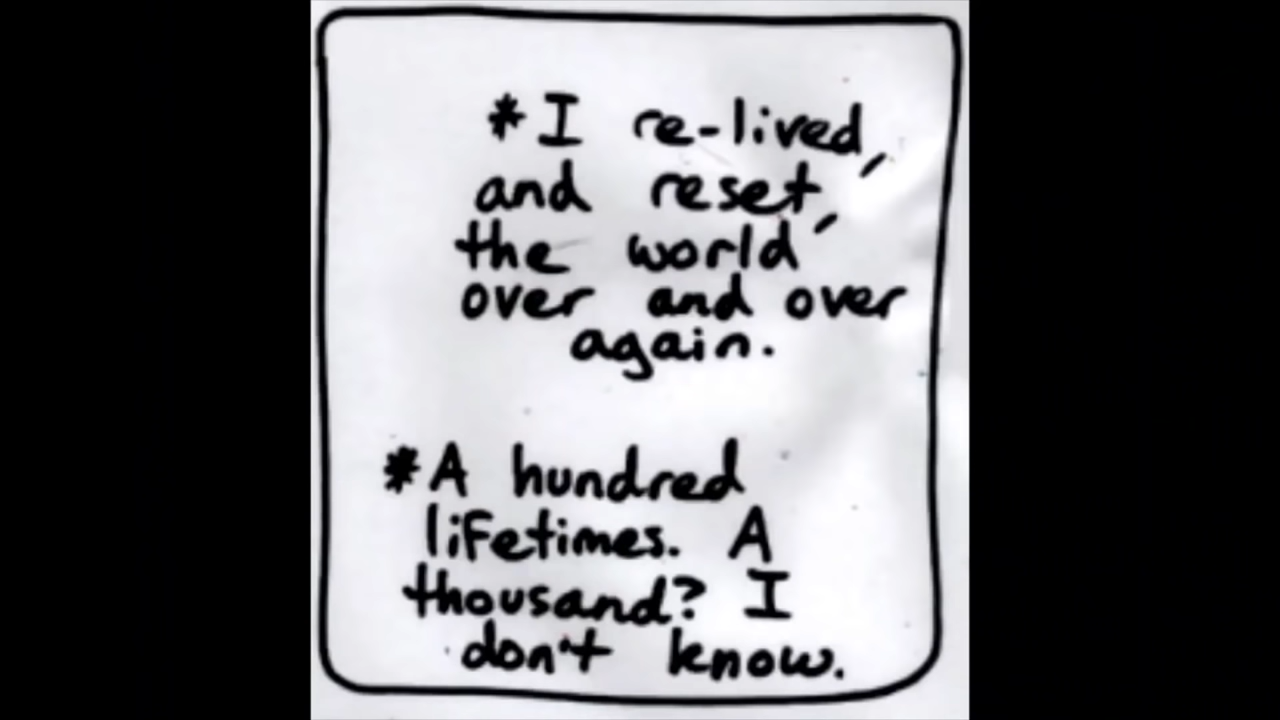 *I re-lived,
and reset,
the world
over and over
again.
*A hundred
lifetimes. A
thousand? I
don't know.